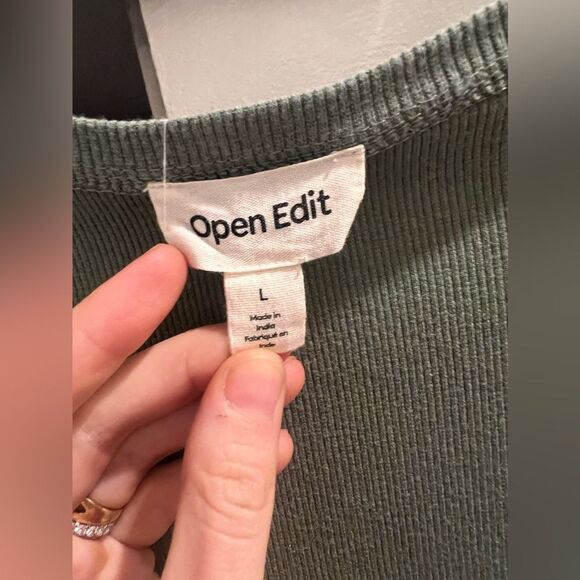 Open Edit
L
Made in
India
Fabriqué en
Inde